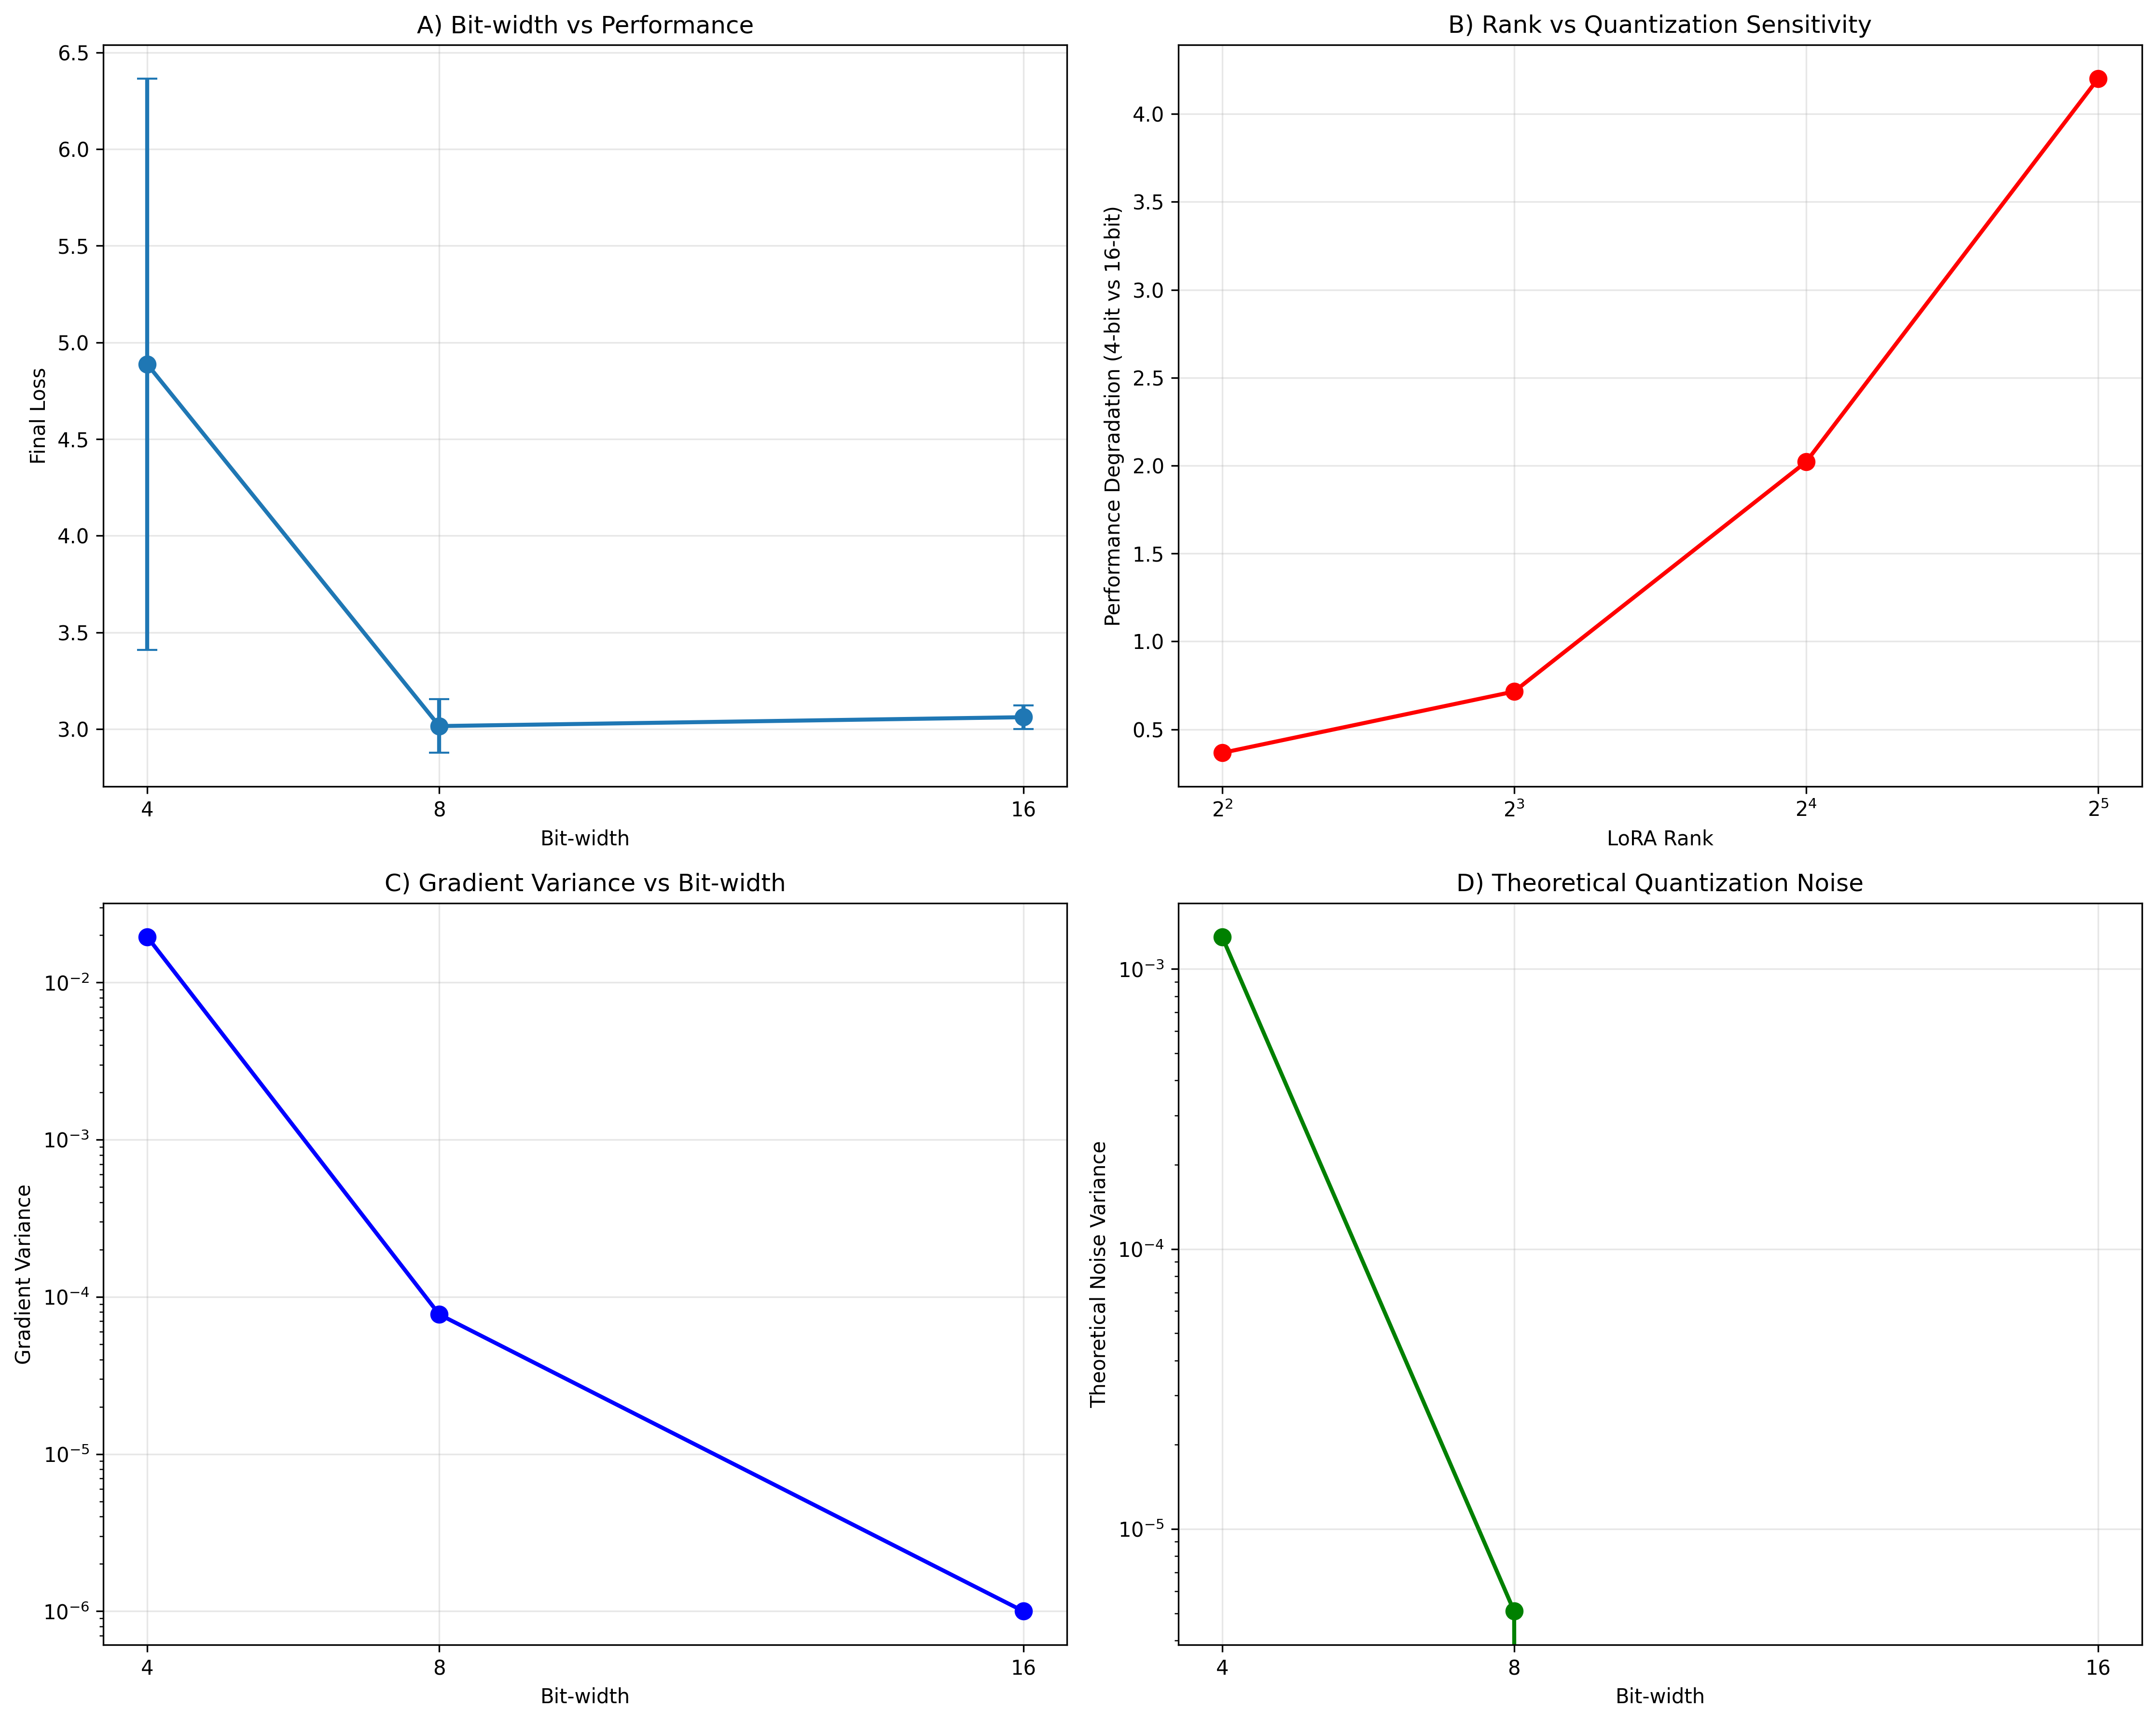 A) Bit-width vs Performance
6.5
6.0
5.5
5.0
4.5
4.0
3.5
3.0
Final Loss
4 8 16
Bit-width
B) Rank vs Quantization Sensitivity
4.0
3.5
3.0
2.5
2.0
1.5
1.0
0.5
Performance Degradation (4-bit vs 16-bit)
2² 2³ 2⁴ 2⁵
LoRA Rank
C) Gradient Variance vs Bit-width
10⁻²
10⁻³
10⁻⁴
10⁻⁵
10⁻⁶
Gradient Variance
4 8 16
Bit-width
D) Theoretical Quantization Noise
10⁻³
10⁻⁴
10⁻⁵
Theoretical Noise Variance
4 8 16
Bit-width